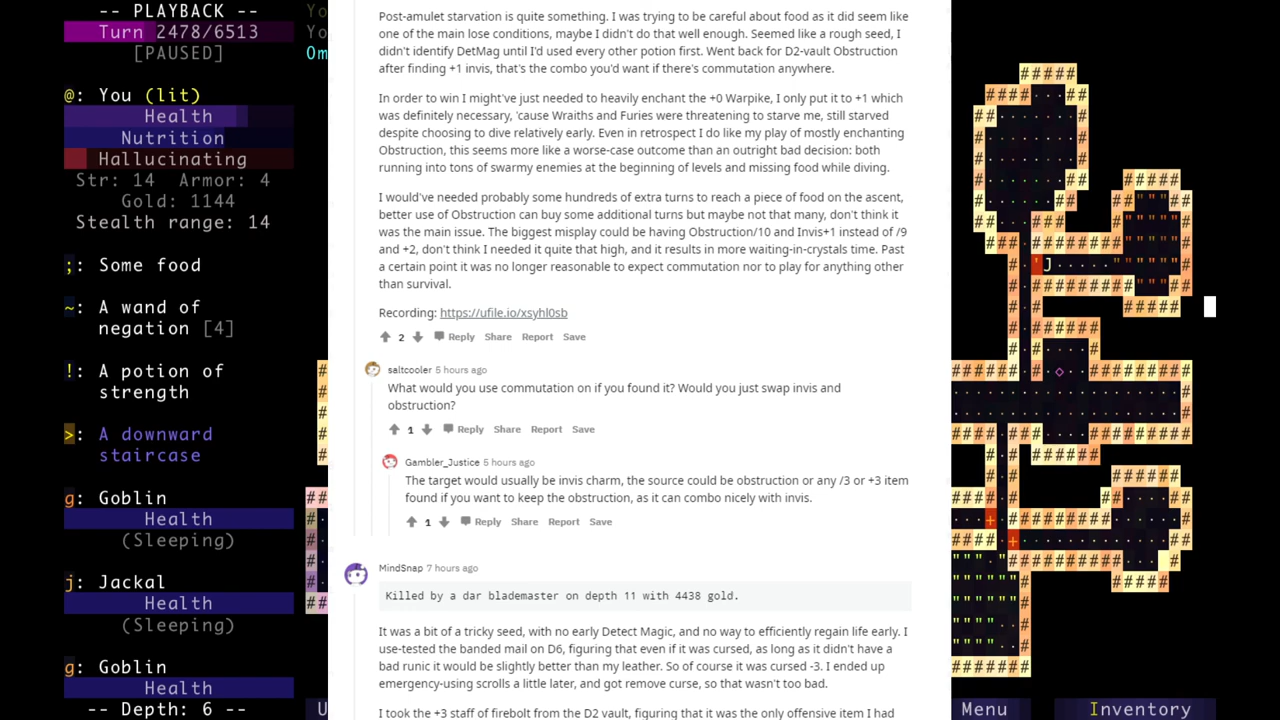 -- PLAYBACK --
Turn 2478/6513
[PAUSED]
@: You (lit)
Health
Nutrition
Hallucinating
Str: 14 Armor: 4
Gold: 1144
Stealth range: 14
;: Some food
~: A wand of
negation [4]
!: A potion of
strength
>: A downward
staircase
g: Goblin
Health
(Sleeping)
j: Jackal
Health
(Sleeping)
g: Goblin
Health
-- Depth: 6 --
Yo
Yo
Om
Post-amulet starvation is quite something. I was trying to be careful about food as it did seem like
one of the main lose conditions, maybe I didn't do that well enough. Seemed like a rough seed, I
didn't identify DetMag until I'd used every other potion first. Went back for D2-vault Obstruction
after finding +1 invis, that's the combo you'd want if there's commutation anywhere.
In order to win I might've just needed to heavily enchant the +0 Warpike, I only put it to +1 which
was definitely necessary, 'cause Wraiths and Furies were threatening to starve me, still starved
despite choosing to dive relatively early. Even in retrospect I do like my play of mostly enchanting
Obstruction, this seems more like a worse-case outcome than an outright bad decision: both
running into tons of swarmy enemies at the beginning of levels and missing food while diving.
I would've needed probably some hundreds of extra turns to reach a piece of food on the ascent,
better use of Obstruction can buy some additional turns but maybe not that many, don't think it
was the main issue. The biggest misplay could be having Obstruction/10 and Invis+1 instead of /9
and +2, don't think I needed it quite that high, and it results in more waiting-in-crystals time. Past
a certain point it was no longer reasonable to expect commutation nor to play for anything other
than survival.
Recording: https://ufile.io/xsyhl0sb
2 Reply Share Report Save
saltcooler 5 hours ago
What would you use commutation on if you found it? Would you just swap invis and
obstruction?
1 Reply Share Report Save
Gambler_Justice 5 hours ago
The target would usually be invis charm, the source could be obstruction or any /3 or +3 item
found if you want to keep the obstruction, as it can combo nicely with invis.
1 Reply Share Report Save
MindSnap 7 hours ago
Killed by a dar blademaster on depth 11 with 4438 gold.
It was a bit of a tricky seed, with no early Detect Magic, and no way to efficiently regain life early. I
use-tested the banded mail on D6, figuring that even if it was cursed, as long as it didn't have a
bad runic it would be slightly better than my leather. So of course it was cursed -3. I ended up
emergency-using scrolls a little later, and got remove curse, so that wasn't too bad.
I took the +3 staff of firebolt from the D2 vault, figuring that it was the only offensive item I had
Menu Inventory